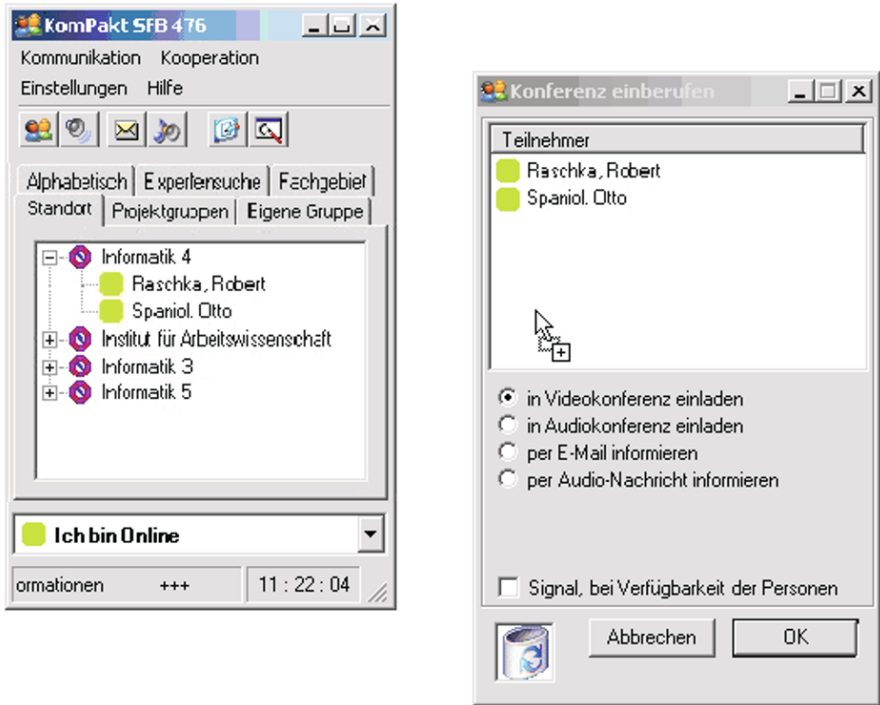 KomPakt SFB 476
Kommunikation Kooperation
Einstellungen Hilfe
Alphabetisch Expertensuche Fachgebiet
Standort Projektgruppen Eigene Gruppe
Informatik 4
Raschka, Robert
Spaniol. Otto
Institut für Arbeitswissenschaft
Informatik 3
Informatik 5
Ich bin Online
ormationen +++ 11 : 22 : 04
Konferenz einberufen
Teilnehmer
Raschka, Robert
Spaniol. Otto
in Videokonferenz einladen
in Audiokonferenz einladen
per E-Mail informieren
per Audio-Nachricht informieren
Signal, bei Verfügbarkeit der Personen
Abbrechen OK